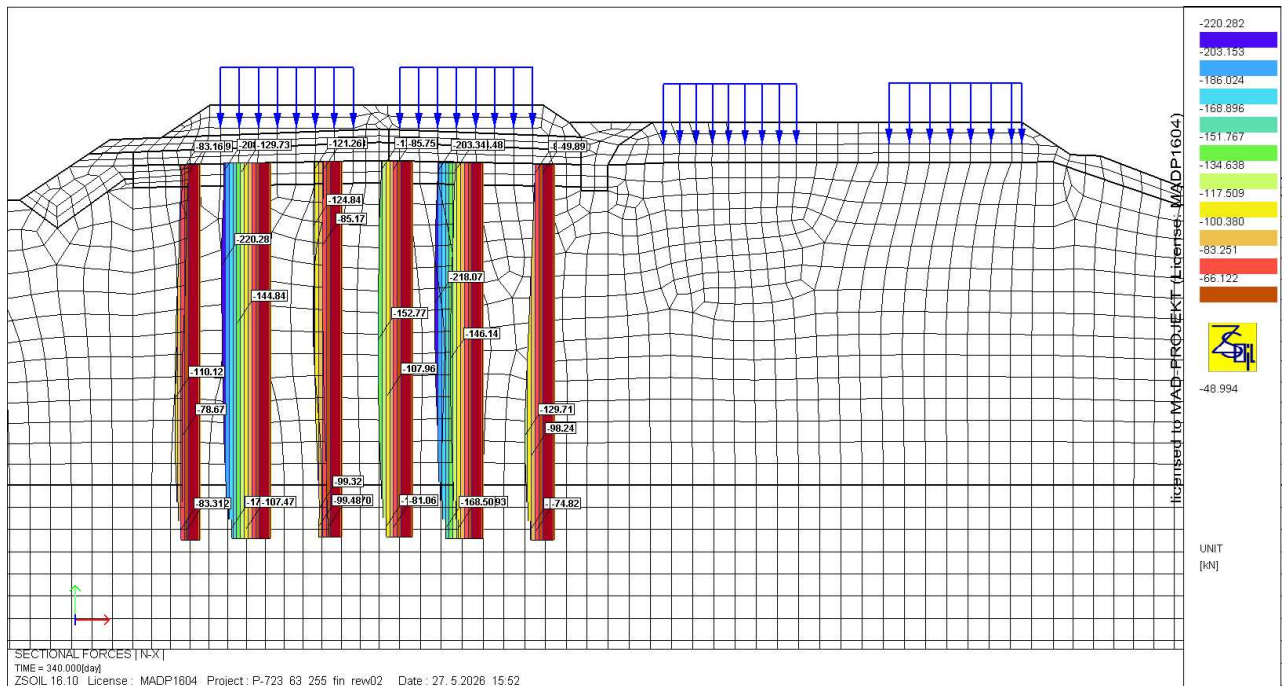 -220.282
-203.153
-186.024
-168.896
-151.767
-134.638
-117.509
-100.380
-83.251
-66.122
ZSoil
-48.994
UNIT
[kN]
licensed to MAD-PROJEKT (License: MADP1604)
-83.16 -129.73 -121.26 -85.75 -203.34 -49.89
-124.84
-85.17
-220.28
-218.07
-144.84
-152.77
-146.14
-110.12
-107.96
-78.67
-129.71
-98.24
-99.32
-83.31 -107.47 -99.48 -81.06 -168.50 -74.82
SECTIONAL FORCES | N-X |
TIME = 340.000[day]
ZSOIL 16.10 License : MADP1604 Project : P-723_63_255_fin_rew02 Date : 27. 5.2026 15:52